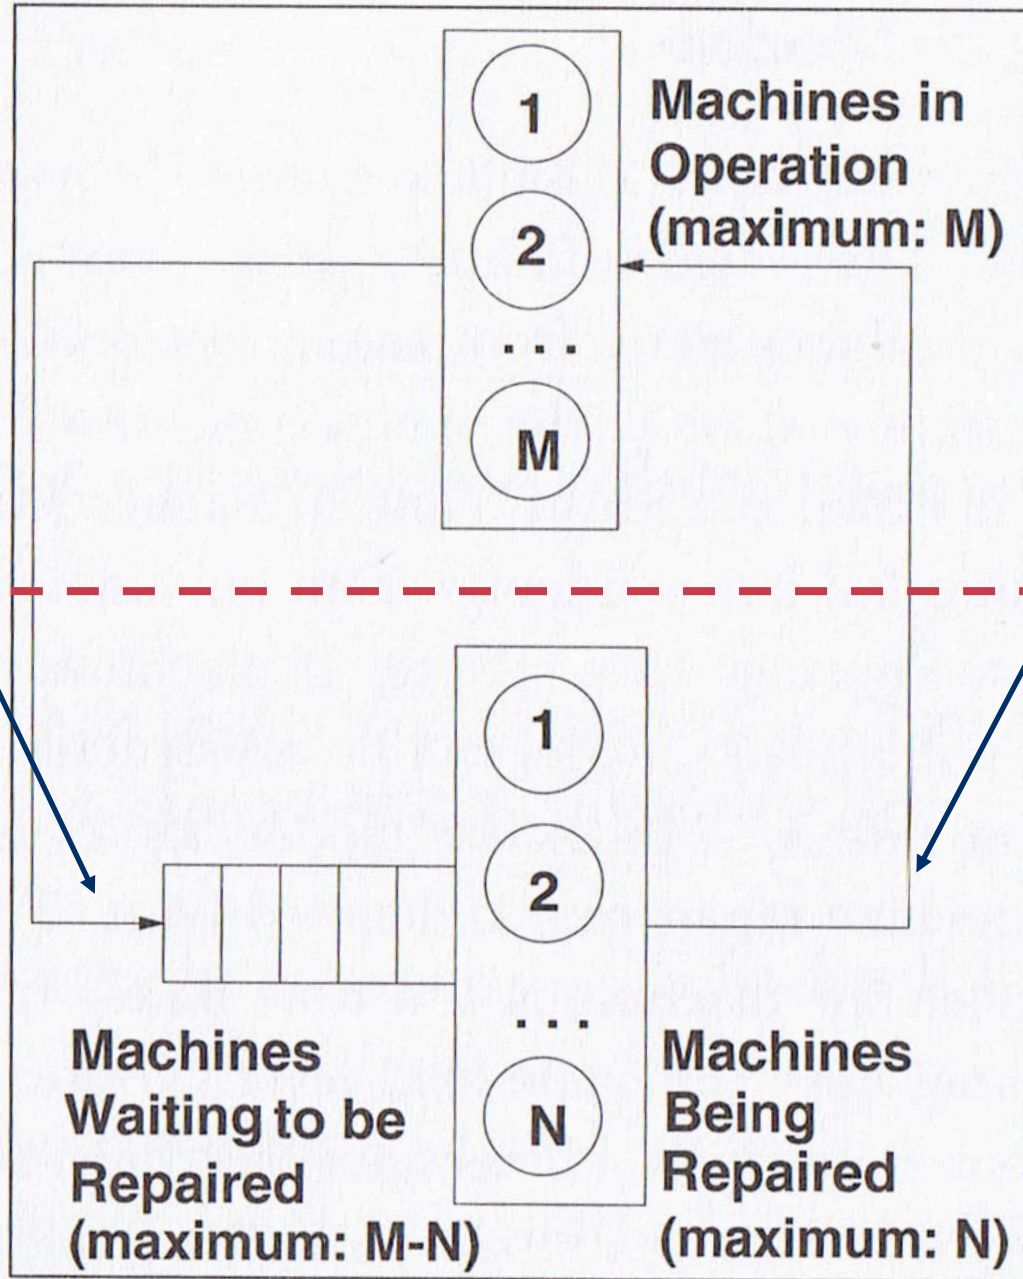 1
2
...
M
Machines in
Operation
(maximum: M)
1
2
...
N
Machines
Waiting to be
Repaired
(maximum: M-N)
Machines
Being
Repaired
(maximum: N)